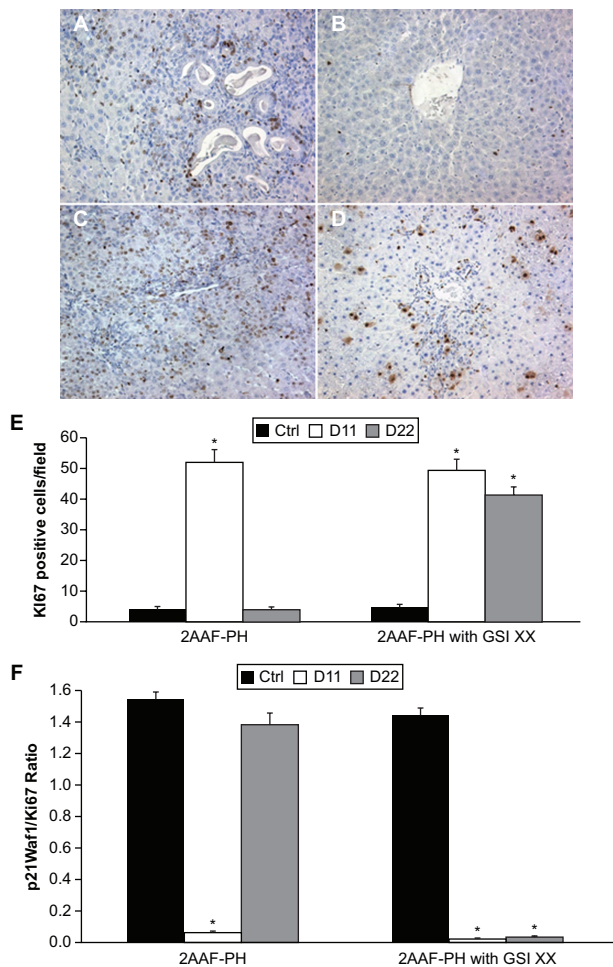 A
B
C
D
E
Ctrl D11 D22
KI67 positive cells/field
60
50
40
30
20
10
0
*
*
*
2AAF-PH
2AAF-PH with GSI XX
F
Ctrl D11 D22
p21Waf1/Ki67 Ratio
1.6
1.4
1.2
1.0
0.8
0.6
0.4
0.2
0.0
*
*
*
2AAF-PH
2AAF-PH with GSI XX